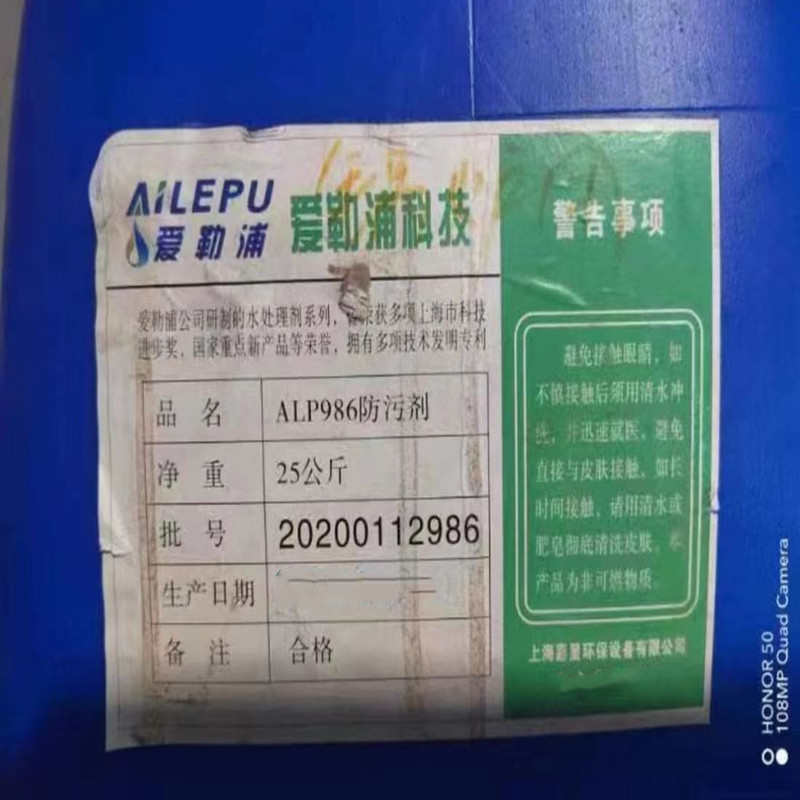 AILEPU
爱勒浦
爱勒浦科技
爱勒浦公司研制的水处理剂系列，荣获多项上海市科技
进步奖，国家重点新产品等荣誉，拥有多项技术发明专利
品 名 ALP986防污剂
净 重 25公斤
批 号 20200112986
生产日期
备 注 合格
警告事项
避免接触眼睛，如
不慎接触后须用清水冲
洗，并迅速就医，避免
直接与皮肤接触，如长
时间接触，请用清水或
肥皂彻底清洗皮肤。本
产品为非可燃物质。
上海蔚星环保设备有限公司
HONOR 50
108MP Quad Camera